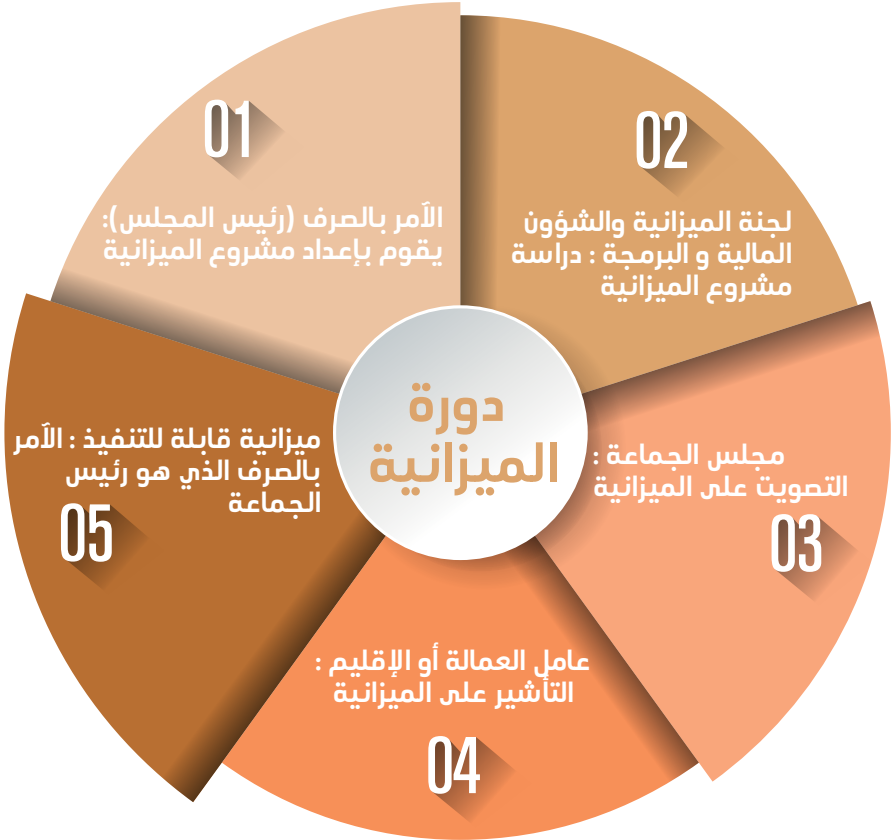 دورة
الميزانية
01
الآمر بالصرف (رئيس المجلس):
يقوم بإعداد مشروع الميزانية
02
لجنة الميزانية والشؤون
المالية و البرمجة : دراسة
مشروع الميزانية
مجلس الجماعة :
التصويت على الميزانية
03
عامل العمالة أو الإقليم :
التأشير على الميزانية
04
ميزانية قابلة للتنفيذ : الآمر
بالصرف الذي هو رئيس
الجماعة
05